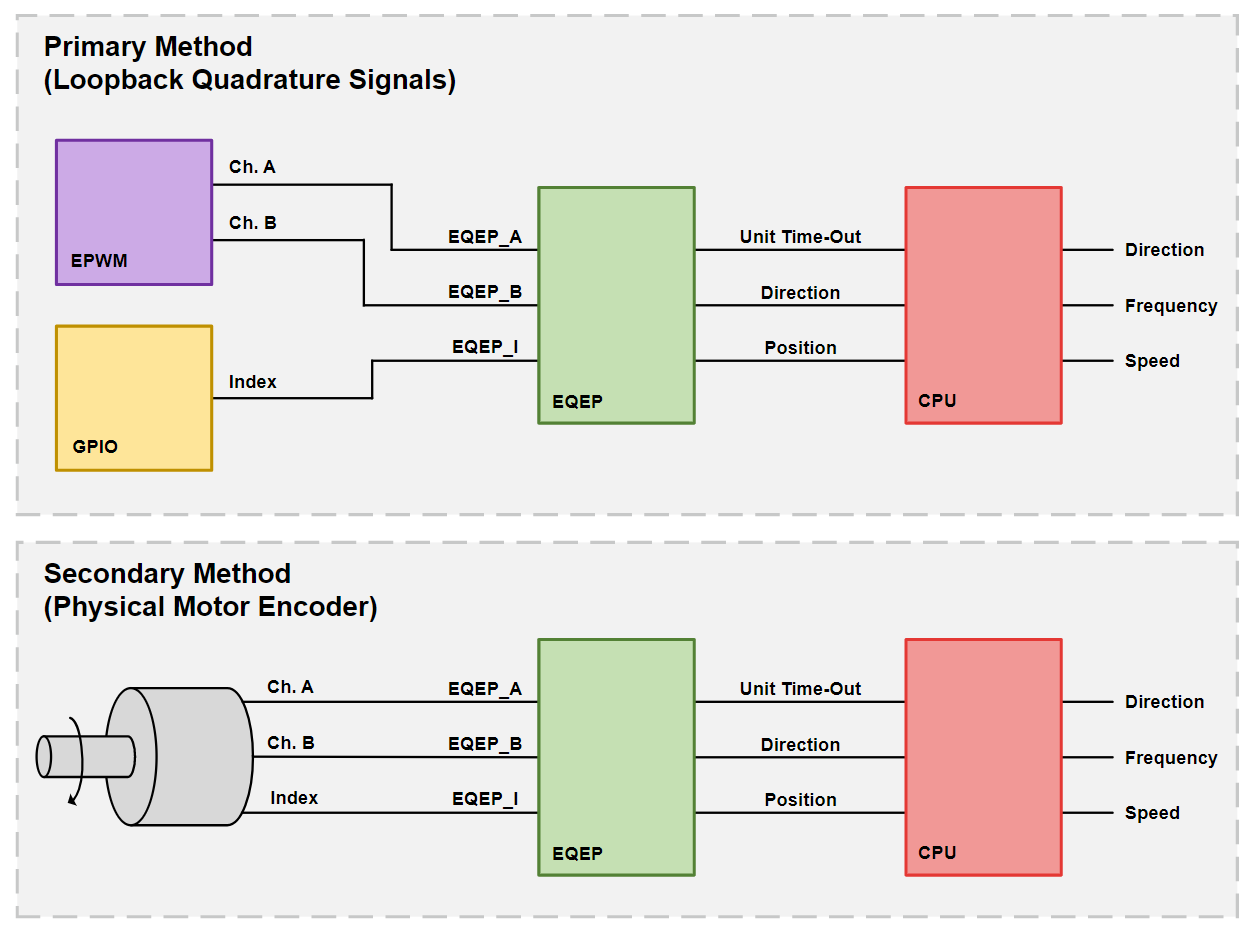 Primary Method
(Loopback Quadrature Signals)
Ch. A
Ch. B
EPWM
Index
GPIO
EQEP_A
EQEP_B
EQEP_I
EQEP
Unit Time-Out
Direction
Position
CPU
Direction
Frequency
Speed
Secondary Method
(Physical Motor Encoder)
Ch. A
Ch. B
Index
EQEP_A
EQEP_B
EQEP_I
EQEP
Unit Time-Out
Direction
Position
CPU
Direction
Frequency
Speed